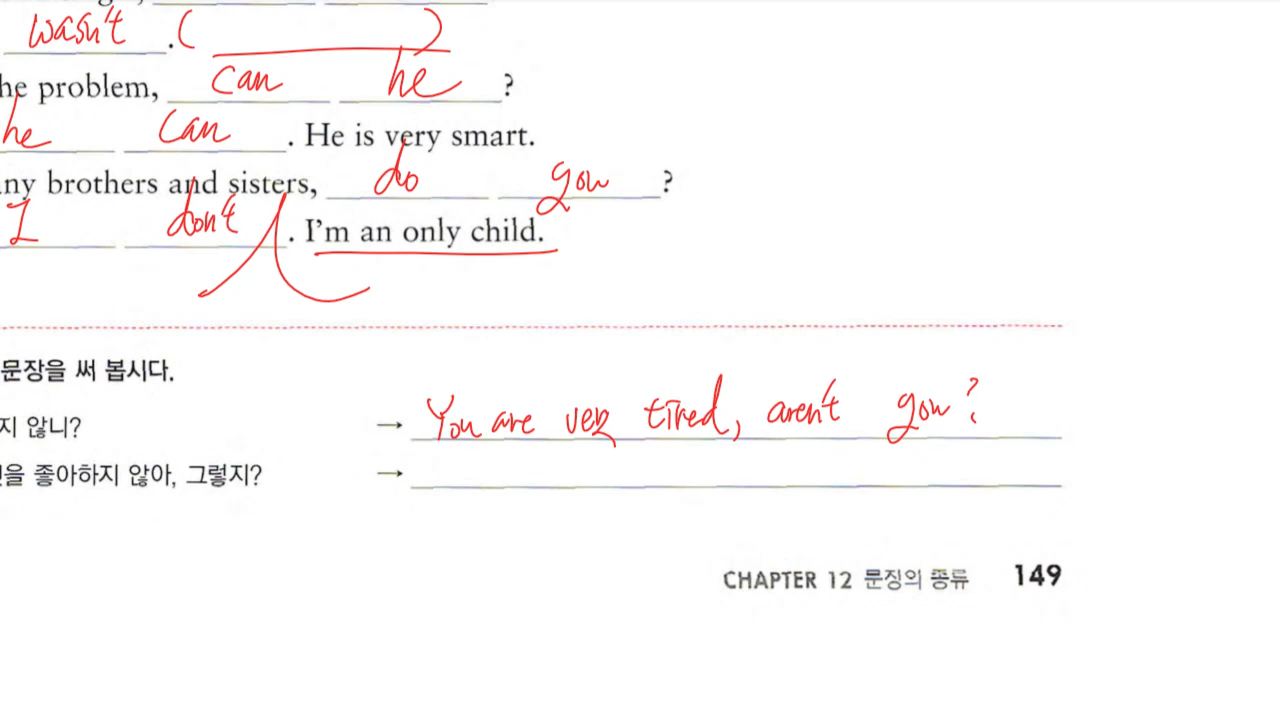 wasn't .( )
he problem, can he ?
he can . He is very smart.
ny brothers and sisters, do you ?
I don't . I'm an only child.
문장을 써 봅시다.
지 않니? → You are very tired, aren't you?
을 좋아하지 않아, 그렇지? →
CHAPTER 12 문장의 종류 149